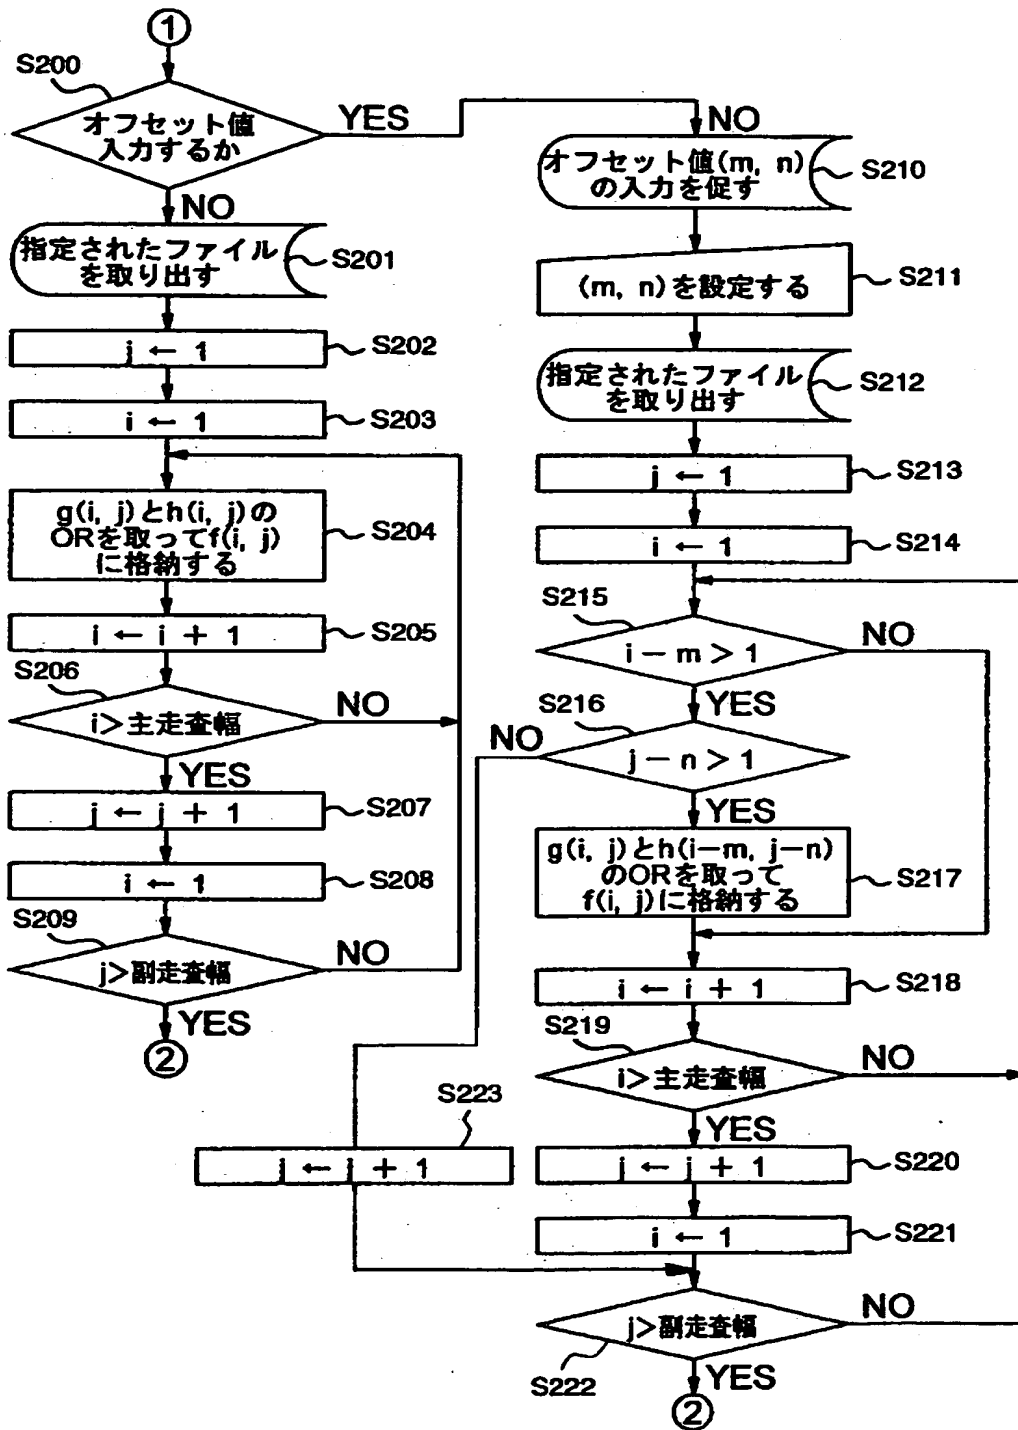 ①
S200
オフセット値
入力するか
YES
NO
指定されたファイル
を取り出す
S201
j ← 1
S202
i ← 1
S203
g(i, j)とh(i, j)の
ORを取ってf(i, j)
に格納する
S204
i ← i + 1
S205
S206
i>主走査幅
NO
YES
j ← j + 1
S207
i ← 1
S208
S209
j>副走査幅
NO
YES
②
NO
オフセット値(m, n)
の入力を促す
S210
(m, n)を設定する
S211
指定されたファイル
を取り出す
S212
j ← 1
S213
i ← 1
S214
S215
i − m > 1
NO
YES
S216
j − n > 1
NO
YES
g(i, j)とh(i−m, j−n)
のORを取って
f(i, j)に格納する
S217
i ← i + 1
S218
S219
i>主走査幅
NO
YES
S223
j ← j + 1
j ← j + 1
S220
i ← 1
S221
j>副走査幅
NO
S222
YES
②